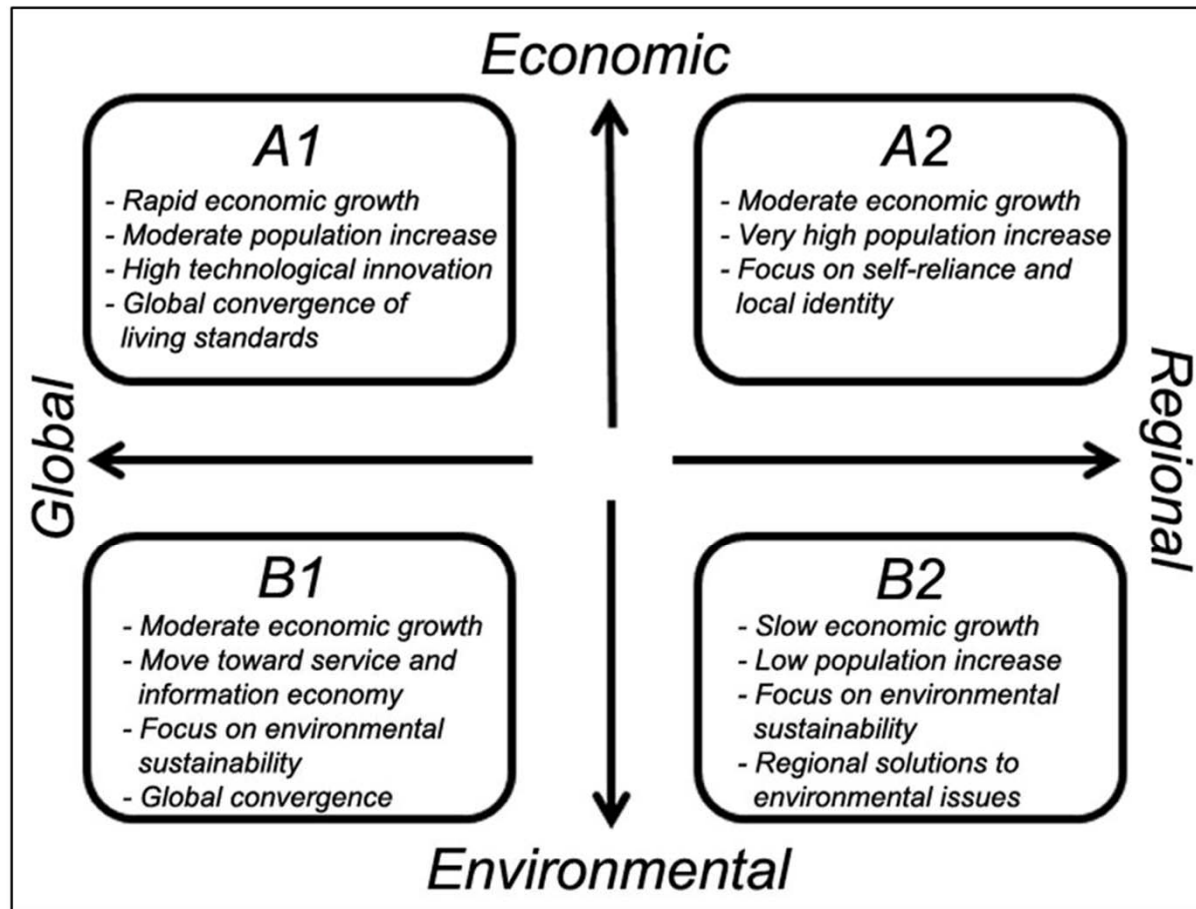 Economic
A1
- Rapid economic growth
- Moderate population increase
- High technological innovation
- Global convergence of
living standards
A2
- Moderate economic growth
- Very high population increase
- Focus on self-reliance and
local identity
Global
Regional
B1
- Moderate economic growth
- Move toward service and
information economy
- Focus on environmental
sustainability
- Global convergence
B2
- Slow economic growth
- Low population increase
- Focus on environmental
sustainability
- Regional solutions to
environmental issues
Environmental